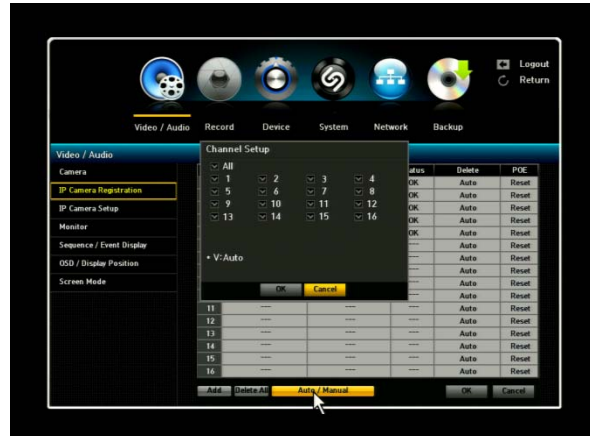 Logout
Return
Video / Audio Record Device System Network Backup
Video / Audio
Camera
IP Camera Registration
IP Camera Setup
Monitor
Sequence / Event Display
OSD / Display Position
Screen Mode
Channel Setup
All
1 2 3 4
5 6 7 8
9 10 11 12
13 14 15 16
• V:Auto
OK Cancel
atus Delete POE
OK Auto Reset
OK Auto Reset
OK Auto Reset
OK Auto Reset
---- Auto Reset
---- Auto Reset
---- Auto Reset
---- Auto Reset
---- Auto Reset
---- Auto Reset
11 ---- ---- ---- Auto Reset
12 ---- ---- ---- Auto Reset
13 ---- ---- ---- Auto Reset
14 ---- ---- ---- Auto Reset
15 ---- ---- ---- Auto Reset
16 ---- ---- ---- Auto Reset
Add Delete All Auto / Manual OK Cancel